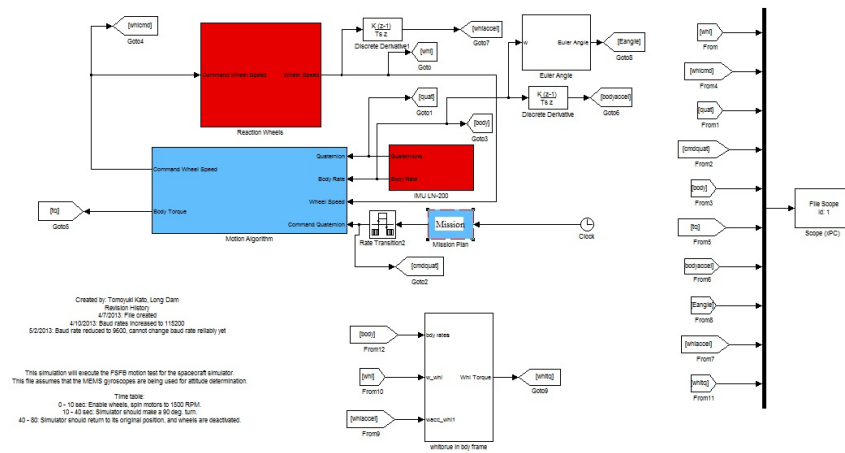 [whlcmd]
Goto4
Command Wheel Speed
Wheel Speed
Reaction Wheels
K (z-1)
Ts z
Discrete Derivative1
[whlaccel]
Goto7
[whl]
Goto
w
Euler Angle
[Eangle]
Goto8
[quat]
Goto1
K (z-1)
Ts z
Discrete Derivative
[bodyaccel]
Goto6
[body]
Goto3
Command Wheel Speed
Body Torque
Quaternion
Body Rate
Wheel Speed
Command Quaternion
Motion Algorithm
Quaternions
Body Rate
IMU LN-200
[tq]
Goto5
Rate Transition2
Mission
Mission Plan
Clock
[cmdquat]
Goto2
[whl]
From
[whlcmd]
From4
[quat]
From1
[cmdquat]
From2
[body]
From3
[tq]
From5
[bodyaccel]
From6
[Eangle]
From8
[whlaccel]
From7
[whltq]
From11
File Scope
Id: 1
Scope (xPC)
Created by: Tomoyuki Kato, Long Dam
Revision History
4/7/2013: File created
4/10/2013: Baud rates increased to 115200
5/2/2013: Baud rate reduced to 9600, cannot change baud rate reliably yet
This simulation will execute the FSPB motion test for the spacecraft simulator.
This file assumes that the MEMS gyroscopes are being used for attitude determination.
Time table:
0 - 10 sec: Enable wheels, spin motors to 1500 RPM.
10 - 40 sec: Simulator should make a 90 deg. turn.
40 - 80: Simulator should return to its original position, and wheels are deactivated.
[body]
From12
[whl]
From10
[whlaccel]
From9
bdy rates
w_whl
wacc_whl1
Whl Torque
whltorue in bdy frame
[whltq]
Goto9